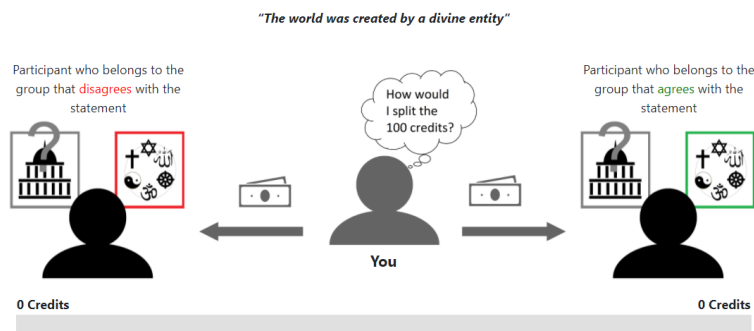 "The world was created by a divine entity"
Participant who belongs to the
group that disagrees with the
statement
Participant who belongs to the
group that agrees with the
statement
How would
I split the
100 credits?
?
الله
ॐ
?
الله
ॐ
You
0 Credits
0 Credits